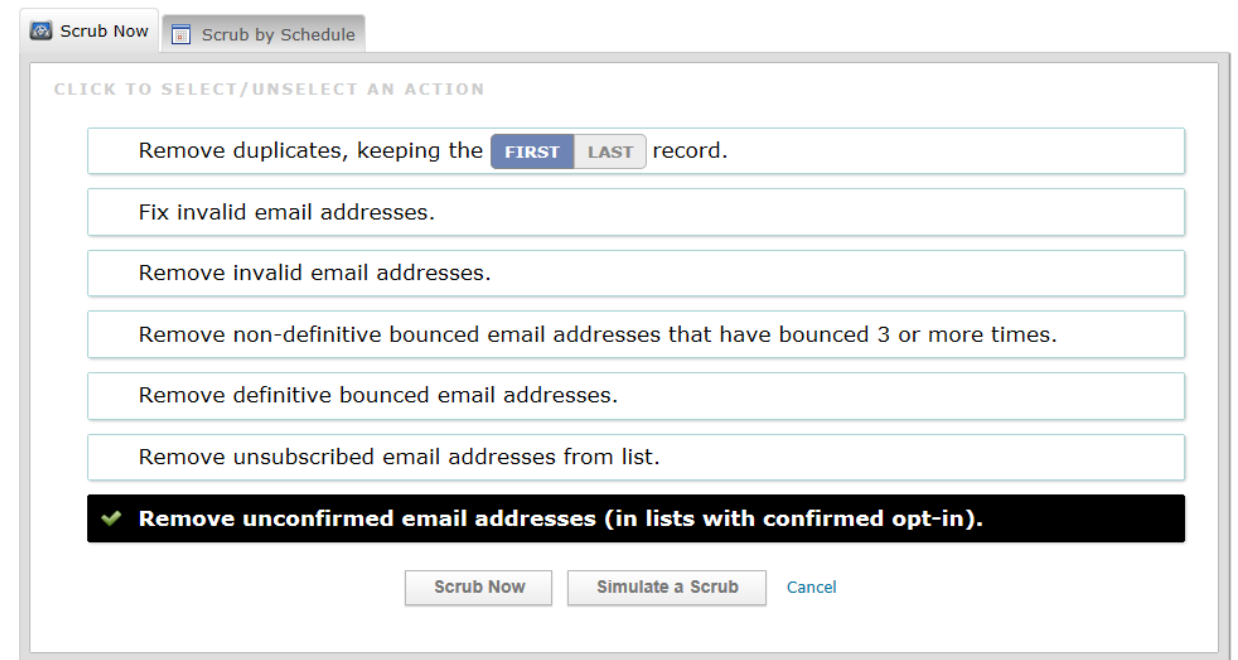 Scrub Now
Scrub by Schedule
CLICK TO SELECT/UNSELECT AN ACTION
Remove duplicates, keeping the FIRST LAST record.
Fix invalid email addresses.
Remove invalid email addresses.
Remove non-definitive bounced email addresses that have bounced 3 or more times.
Remove definitive bounced email addresses.
Remove unsubscribed email addresses from list.
Remove unconfirmed email addresses (in lists with confirmed opt-in).
Scrub Now Simulate a Scrub Cancel